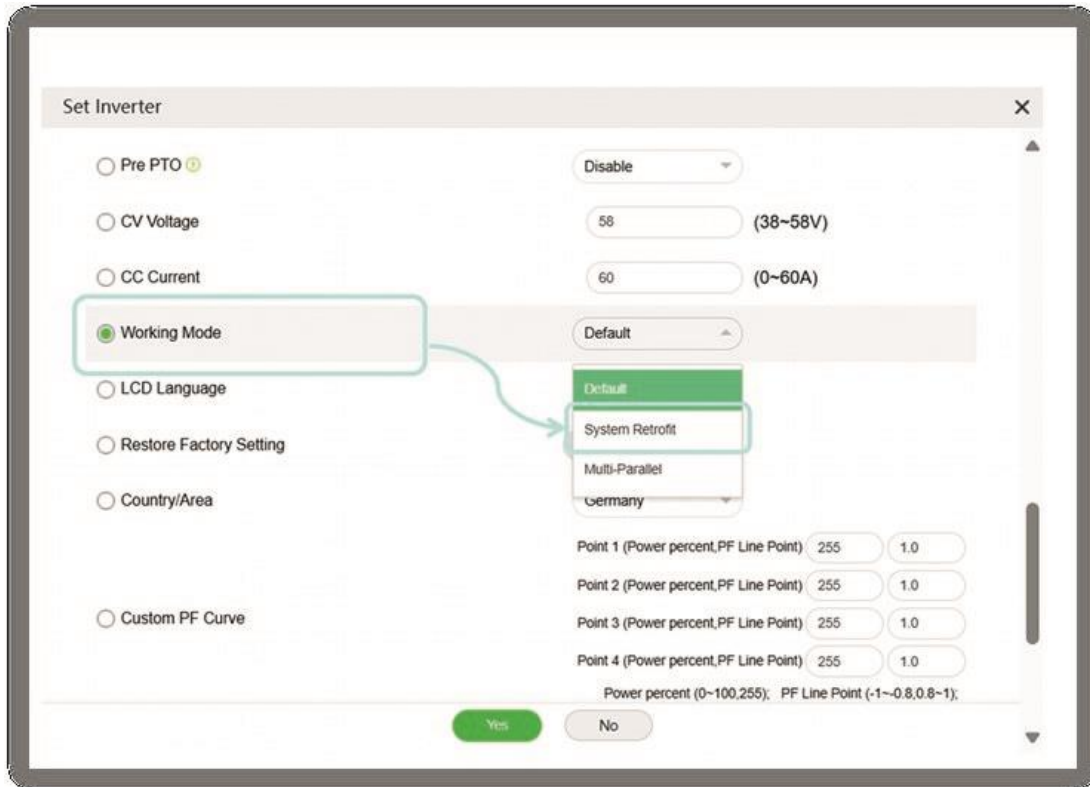 Set Inverter
Pre PTO Disable
CV Voltage 58 (38~58V)
CC Current 60 (0~60A)
Working Mode Default
LCD Language Default
System Retrofit
Restore Factory Setting
Multi-Parallel
Country/Area Germany
Point 1 (Power percent,PF Line Point) 255 1.0
Point 2 (Power percent,PF Line Point) 255 1.0
Custom PF Curve
Point 3 (Power percent,PF Line Point) 255 1.0
Point 4 (Power percent,PF Line Point) 255 1.0
Power percent (0~100,255); PF Line Point (-1~-0.8,0.8~1);
Yes No